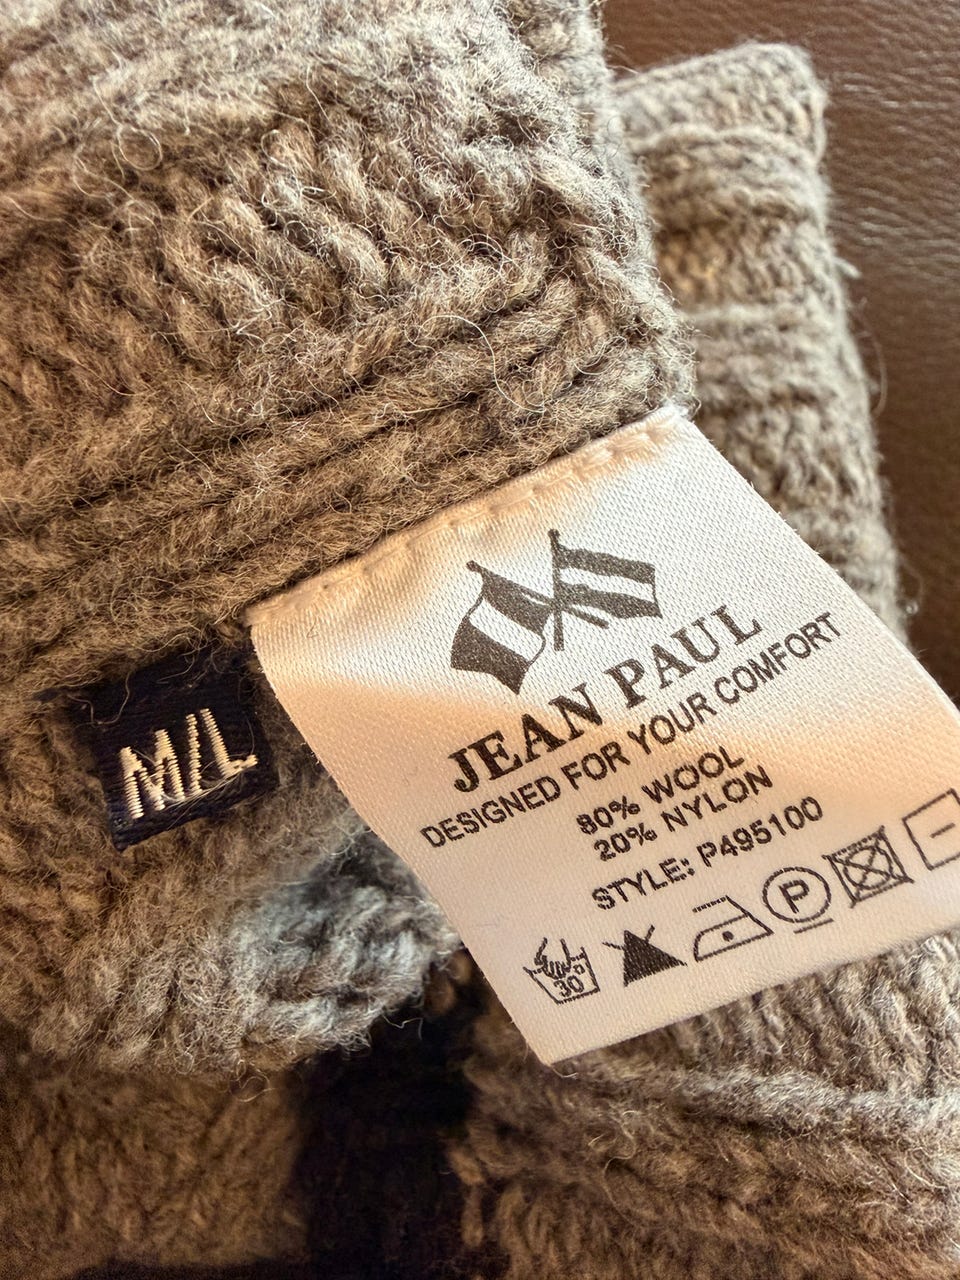 JEAN PAUL
DESIGNED FOR YOUR COMFORT
80% WOOL
20% NYLON
STYLE: P495100
30°
P
M/L